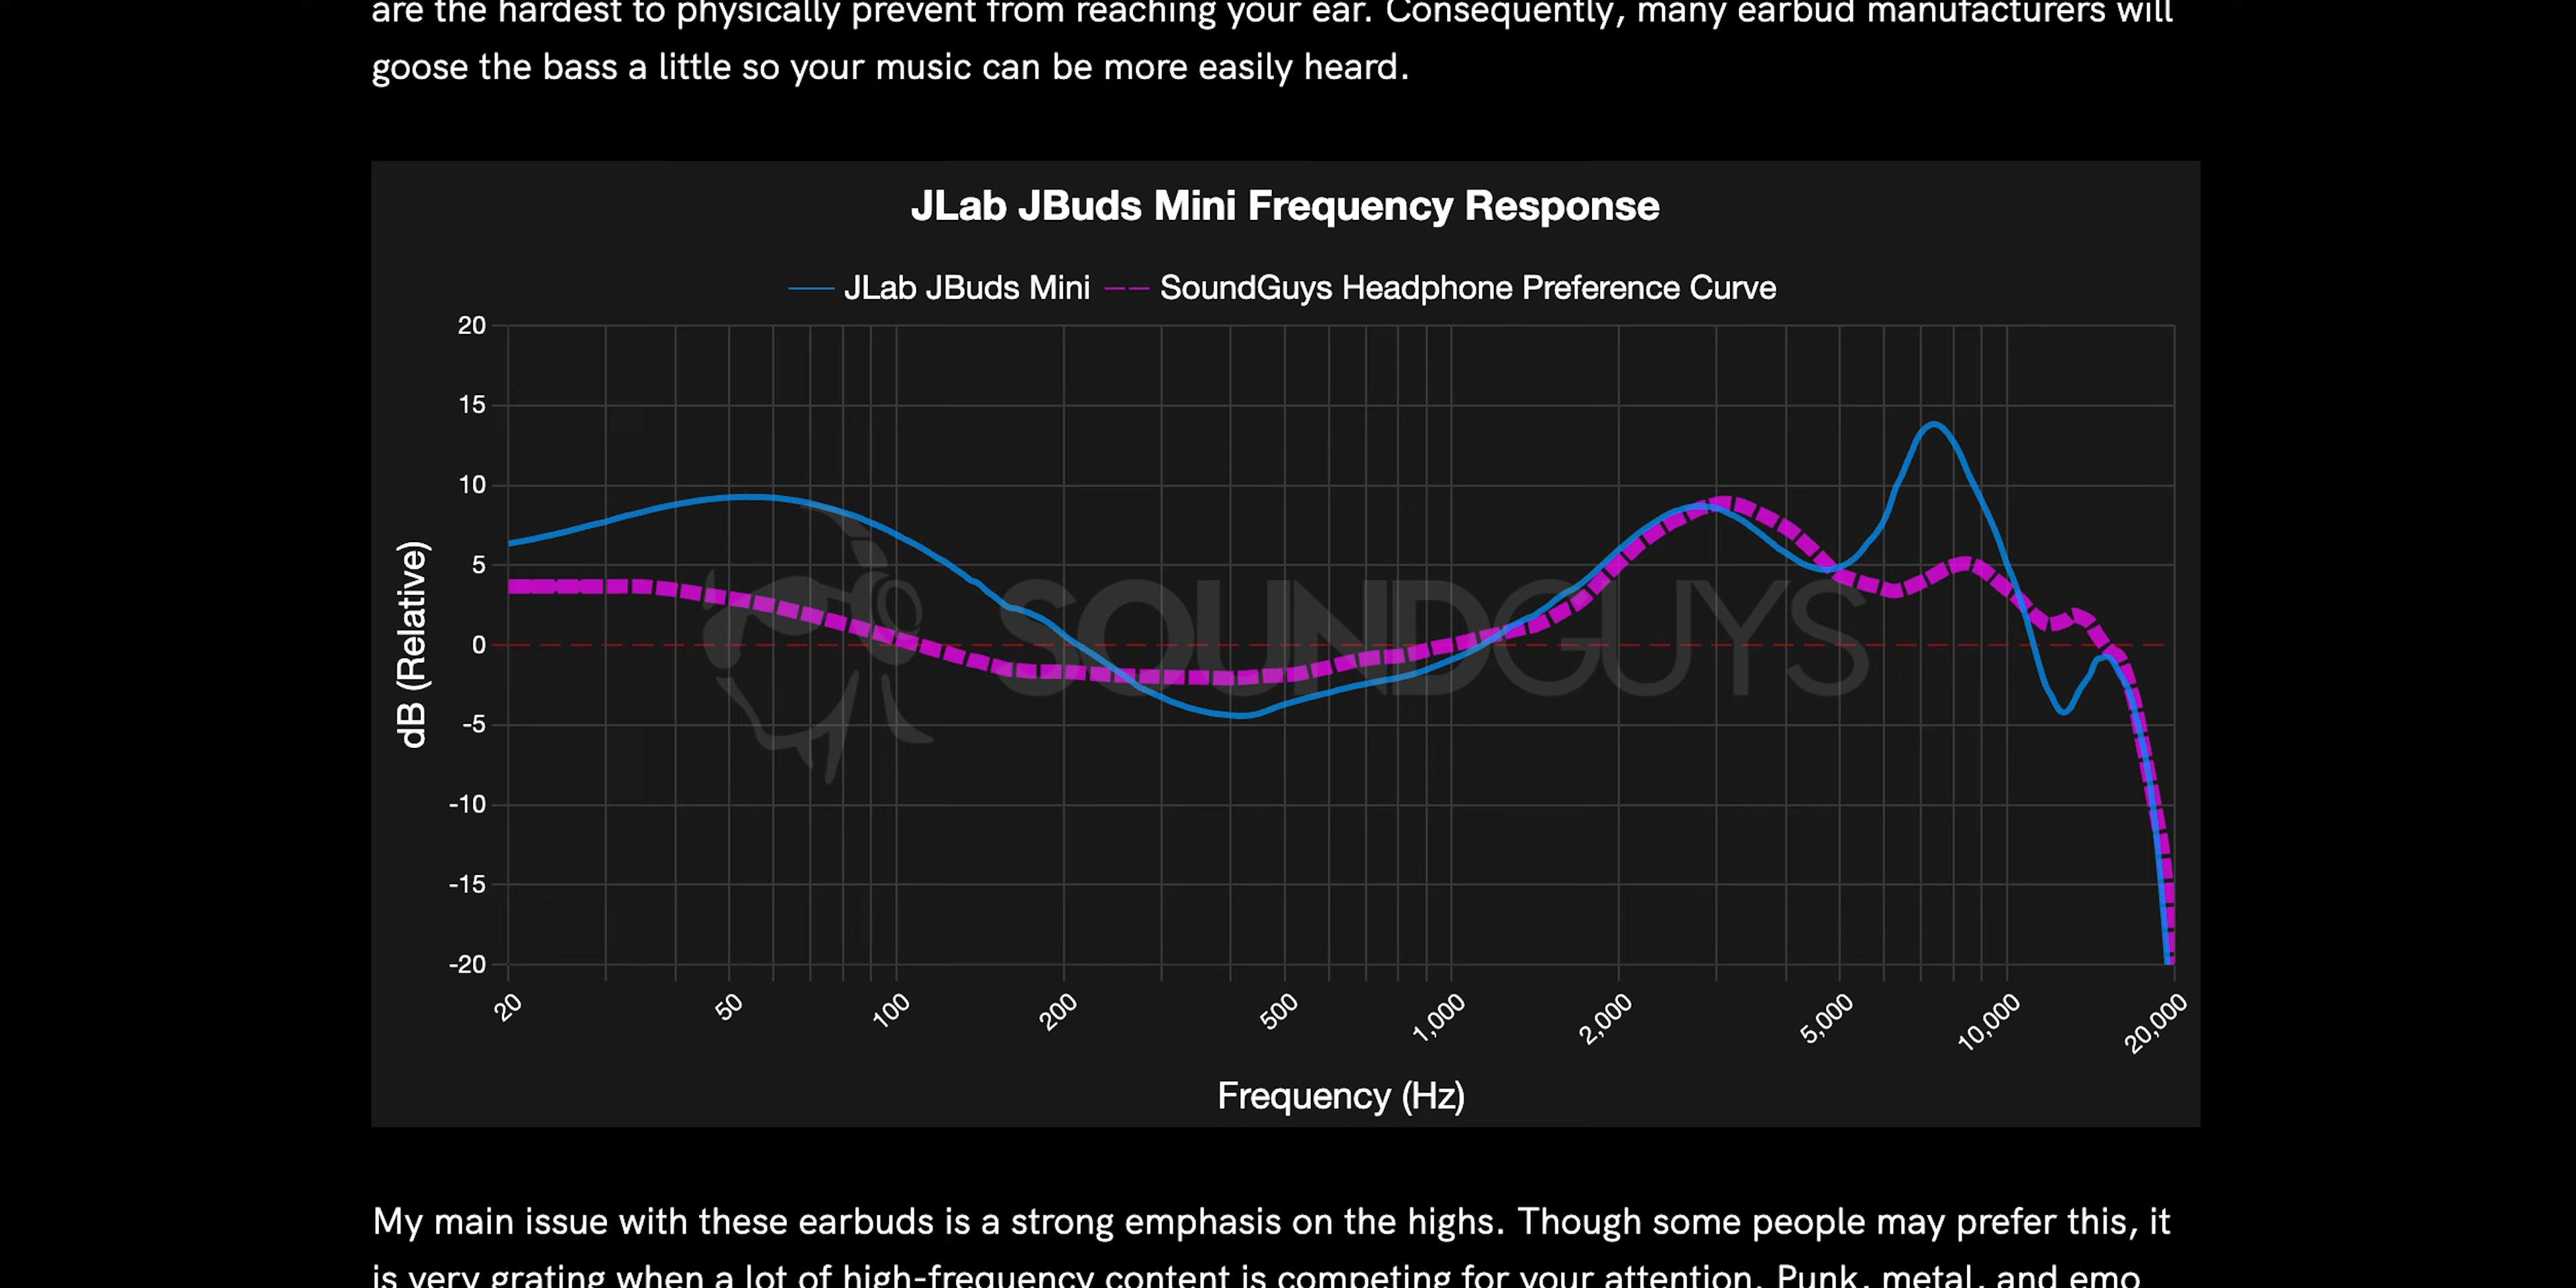 are the hardest to physically prevent from reaching your ear. Consequently, many earbud manufacturers will
goose the bass a little so your music can be more easily heard.
JLab JBuds Mini Frequency Response
JLab JBuds Mini SoundGuys Headphone Preference Curve
20
15
10
5
0
-5
-10
-15
-20
dB (Relative)
SOUNDGUYS
20 50 100 200 500 1,000 2,000 5,000 10,000 20,000
Frequency (Hz)
My main issue with these earbuds is a strong emphasis on the highs. Though some people may prefer this, it
is very grating when a lot of high-frequency content is competing for your attention. Punk, metal, and emo